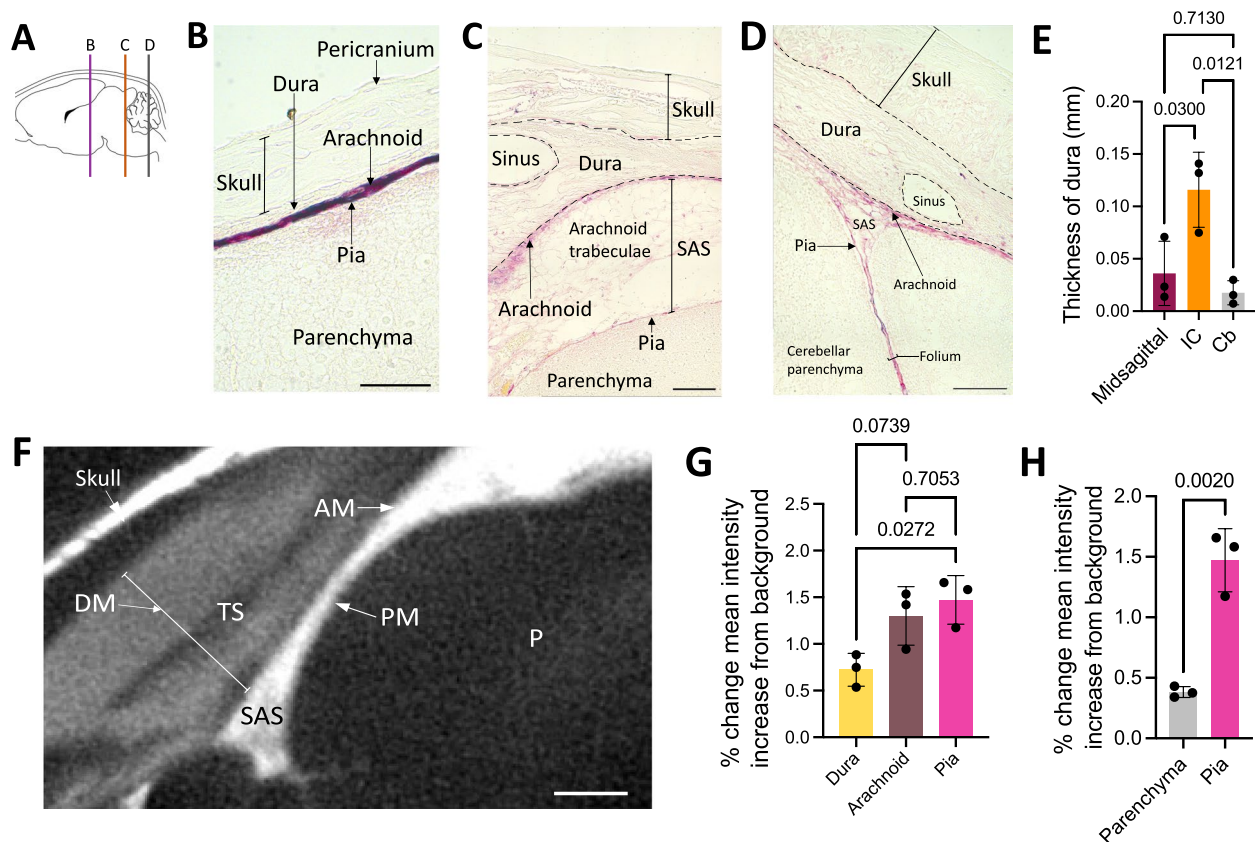 A
B
C
D
B
Pericranium
Dura
Arachnoid
Skull
Pia
Parenchyma
C
Skull
Sinus
Dura
Arachnoid
trabeculae
SAS
Arachnoid
Pia
Parenchyma
D
Skull
Dura
Sinus
SAS
Pia
Arachnoid
Cerebellar
parenchyma
Folium
E
0.7130
0.0121
0.0300
Thickness of dura (mm)
0.20
0.15
0.10
0.05
0.00
Midsagittal
IC
Cb
F
Skull
AM
DM
TS
PM
P
SAS
G
0.0739
0.7053
0.0272
% change mean intensity
increase from background
2.5
2.0
1.5
1.0
0.5
0.0
Dura
Arachnoid
Pia
H
0.0020
% change mean intensity
increase from background
2.0
1.5
1.0
0.5
0.0
Parenchyma
Pia